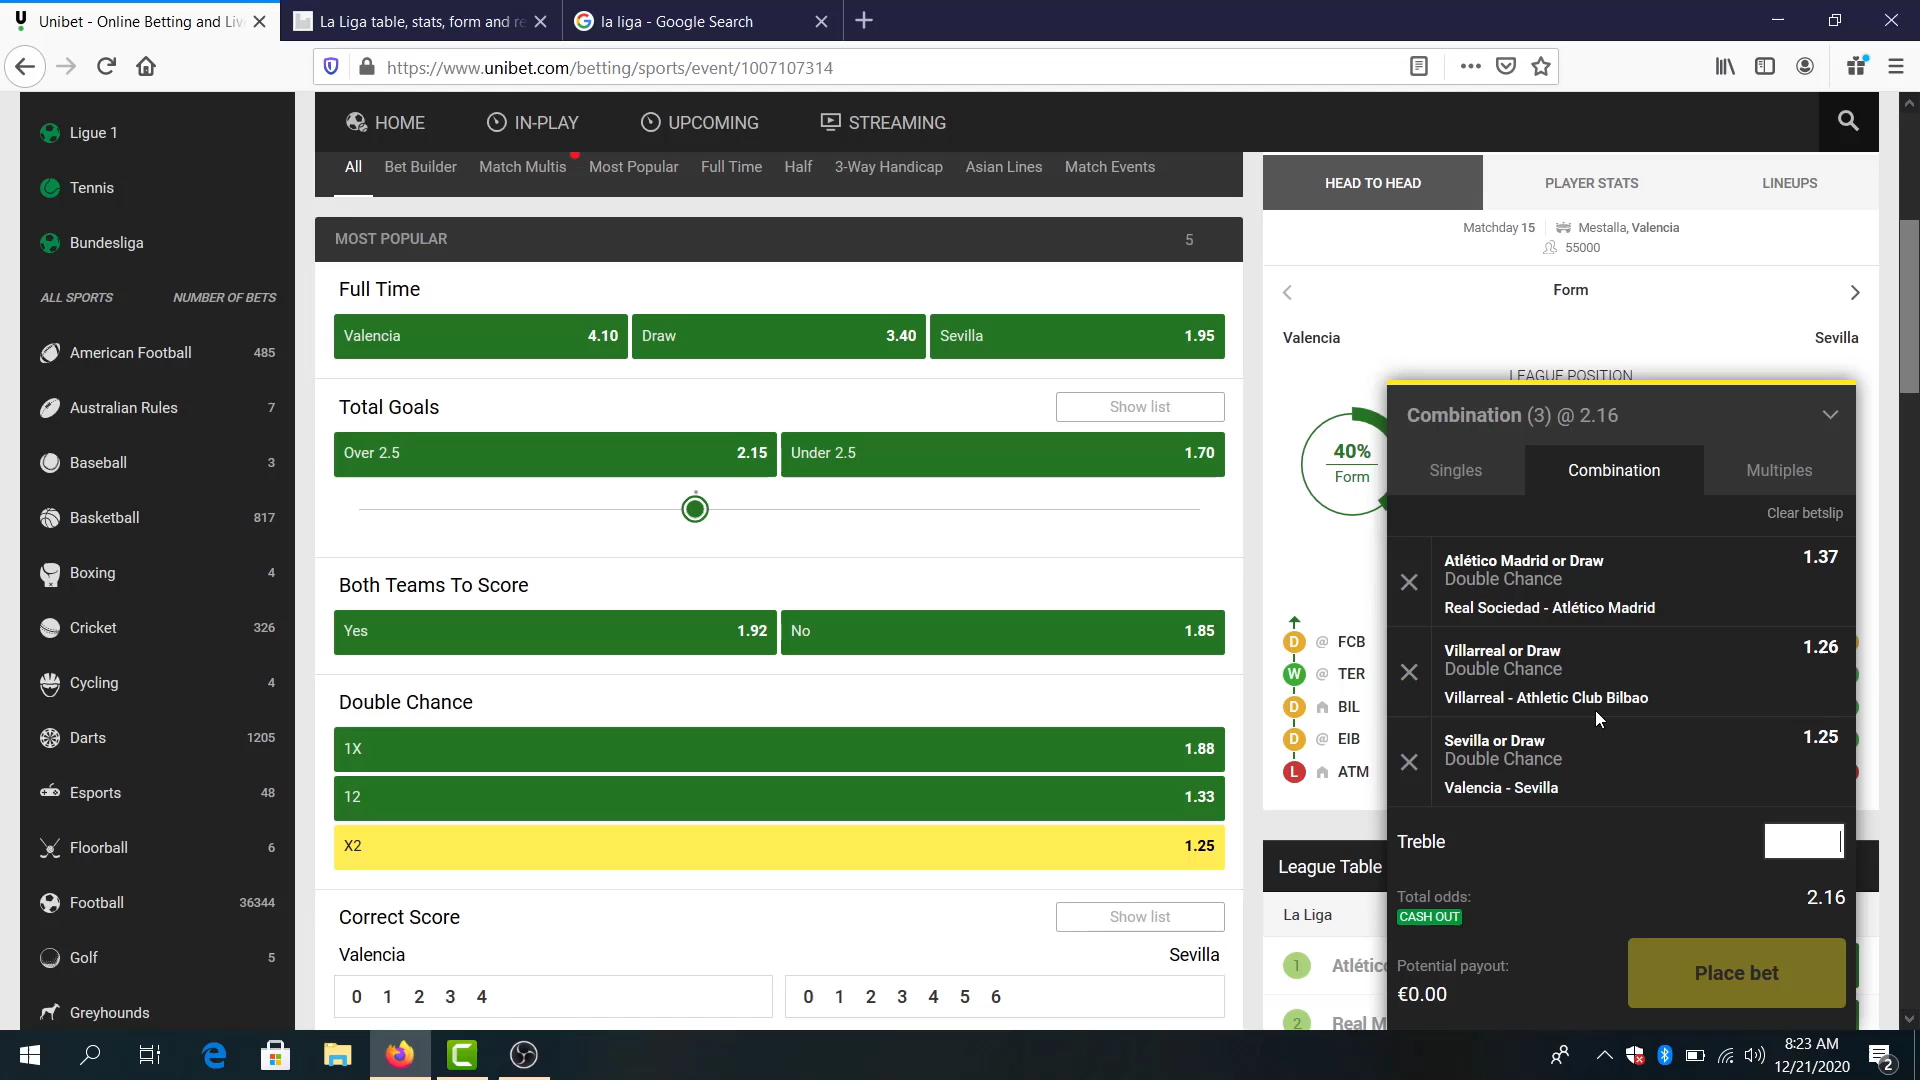 Unibet - Online Betting and Liv
La Liga table, stats, form and re
la liga - Google Search
https://www.unibet.com/betting/sports/event/1007107314
Ligue 1
Tennis
Bundesliga
ALL SPORTS NUMBER OF BETS
American Football 485
Australian Rules 7
Baseball 3
Basketball 817
Boxing 4
Cricket 326
Cycling 4
Darts 1205
Esports 48
Floorball 6
Football 36344
Golf 5
Greyhounds
HOME IN-PLAY UPCOMING STREAMING
All Bet Builder Match Multis Most Popular Full Time Half 3-Way Handicap Asian Lines Match Events
MOST POPULAR 5
Full Time
Valencia 4.10 Draw 3.40 Sevilla 1.95
Total Goals Show list
Over 2.5 2.15 Under 2.5 1.70
Both Teams To Score
Yes 1.92 No 1.85
Double Chance
1X 1.88
12 1.33
X2 1.25
Correct Score Show list
Valencia Sevilla
0 1 2 3 4 0 1 2 3 4 5 6
HEAD TO HEAD PLAYER STATS LINEUPS
Matchday 15 Mestalla, Valencia
55000
Form
Valencia Sevilla
LEAGUE POSITION
40%
Form
D @ FCB
W @ TER
D BIL
D @ EIB
L ATM
League Table
La Liga
1 Atlétic
2 Real M
Combination (3) @ 2.16
Singles Combination Multiples
Clear betslip
Atlético Madrid or Draw 1.37
Double Chance
Real Sociedad - Atlético Madrid
Villarreal or Draw 1.26
Double Chance
Villarreal - Athletic Club Bilbao
Sevilla or Draw 1.25
Double Chance
Valencia - Sevilla
Treble
Total odds: 2.16
CASH OUT
Potential payout:
€0.00
Place bet
8:23 AM
12/21/2020
2